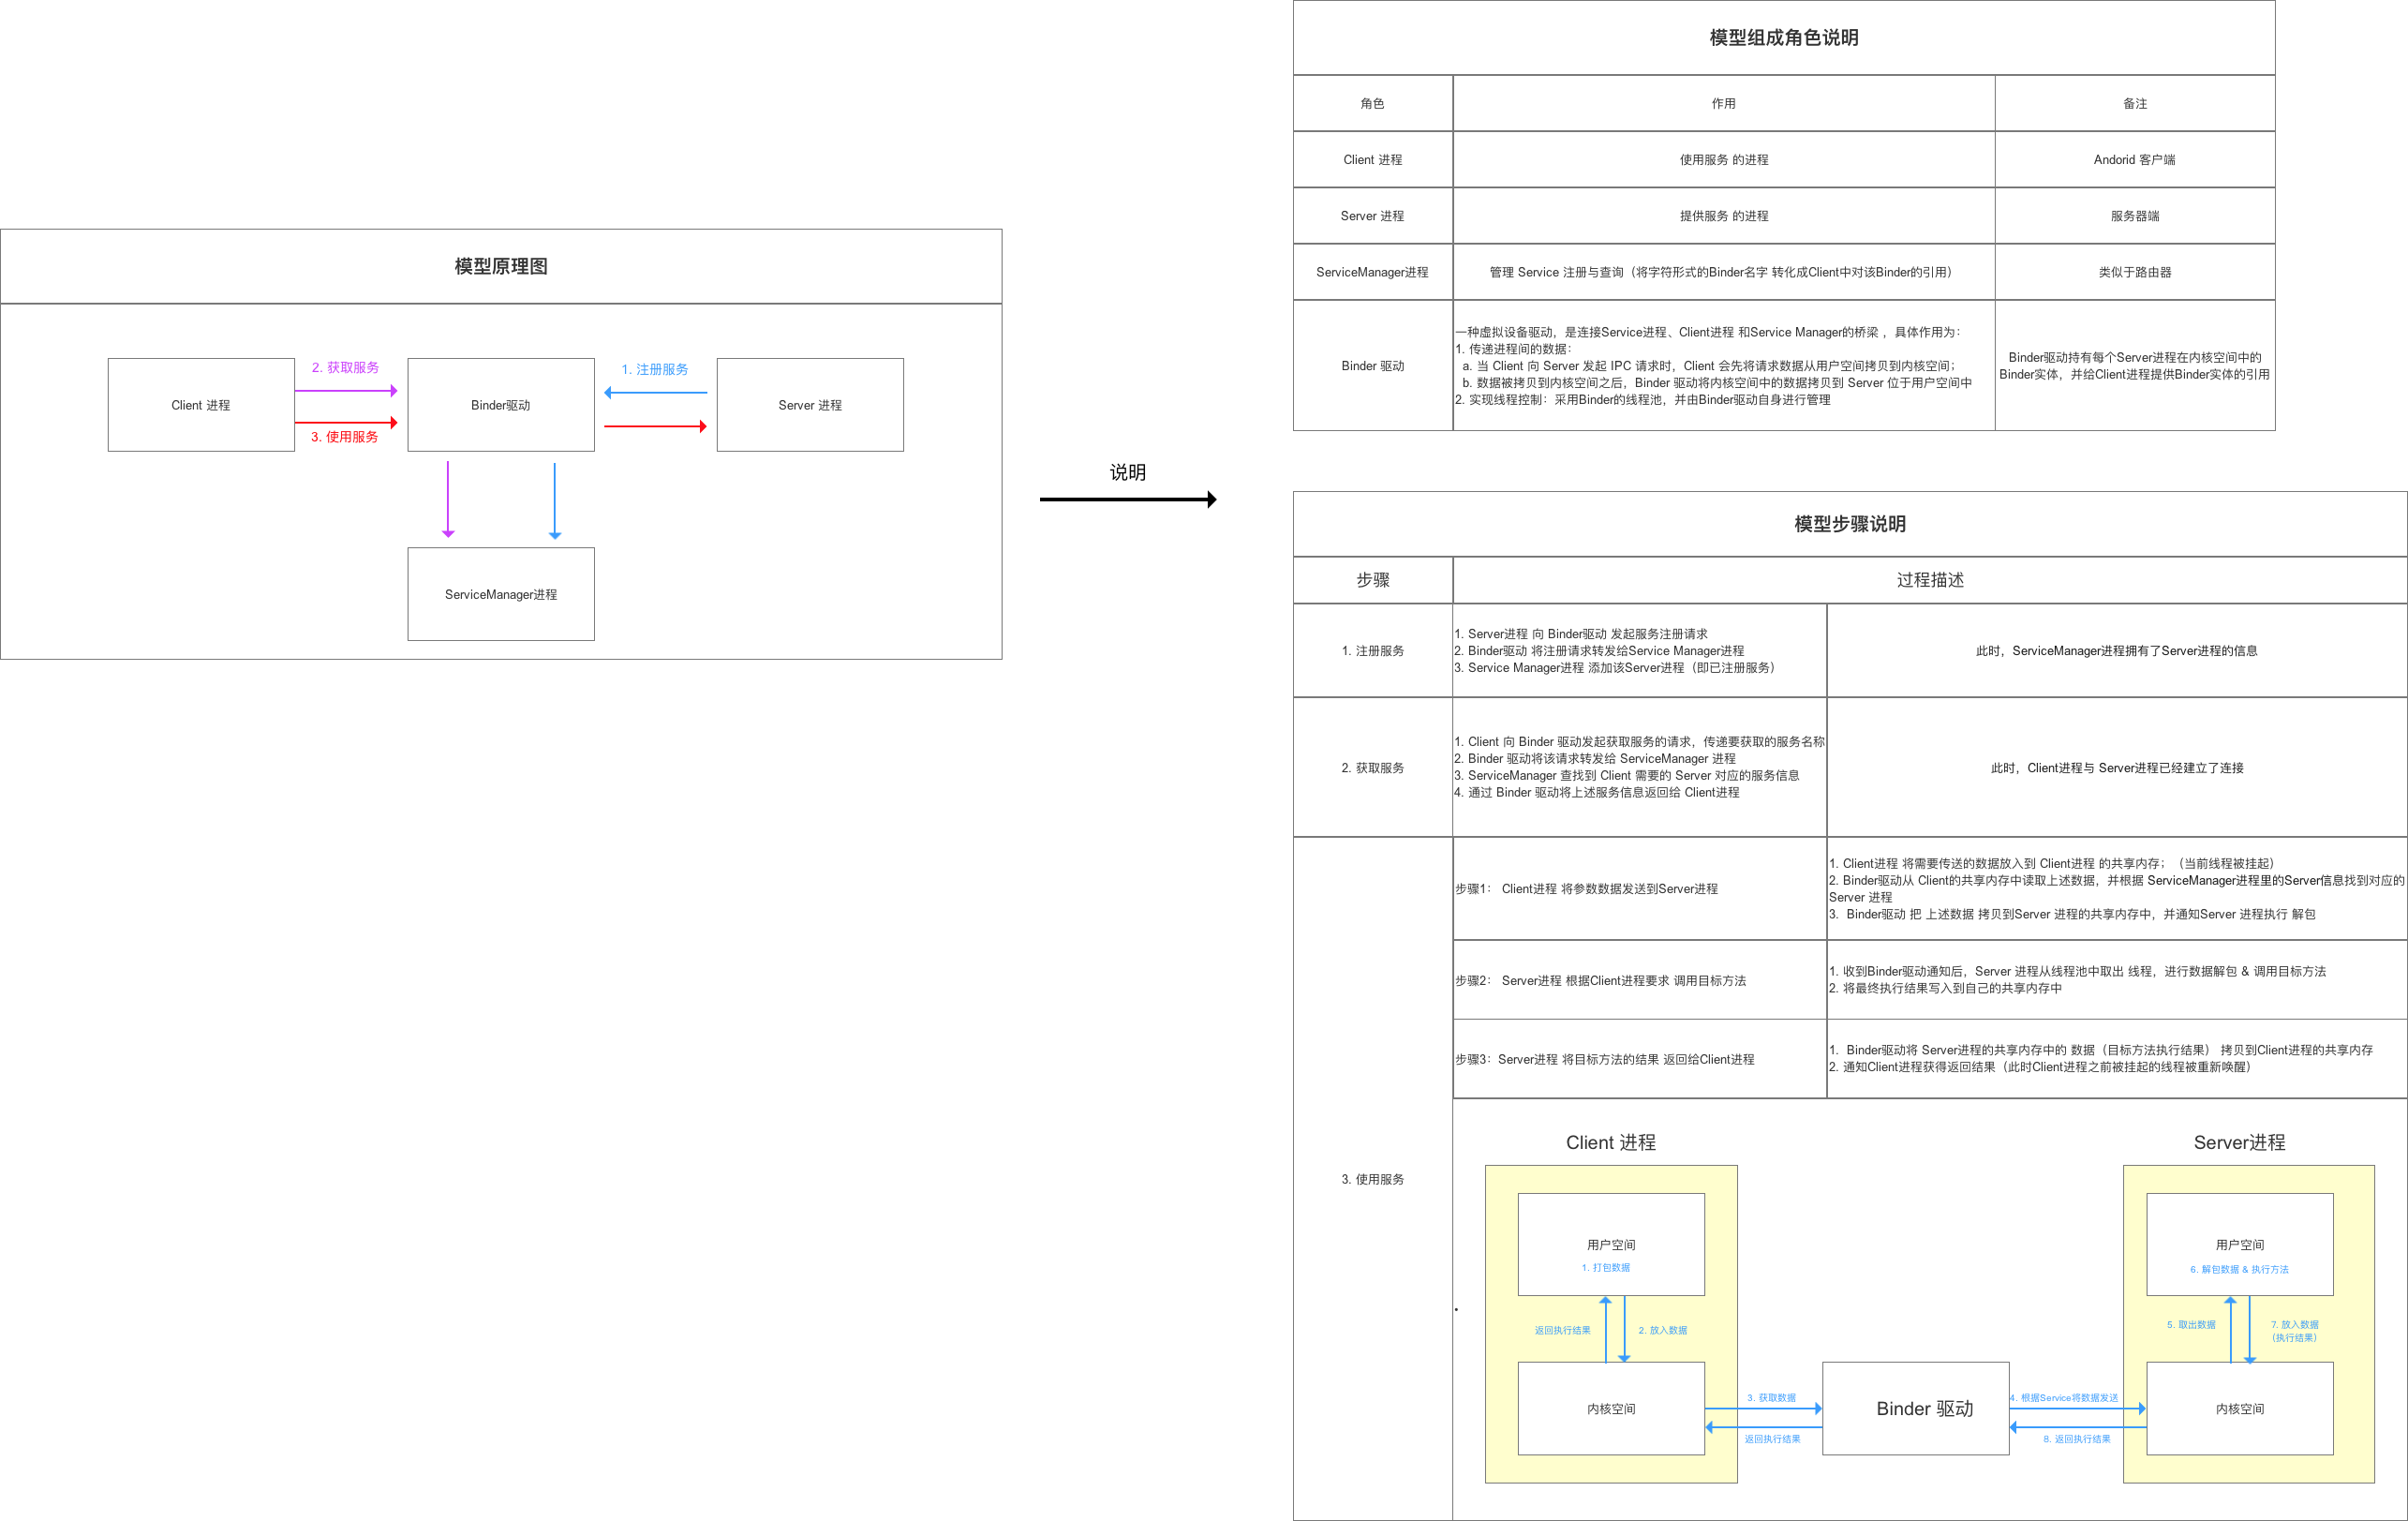 模型原理图
Client 进程
2. 获取服务
3. 使用服务
Binder驱动
1. 注册服务
Server 进程
ServiceManager进程
说明
模型组成角色说明
角色
作用
备注
Client 进程
使用服务 的进程
Andorid 客户端
Server 进程
提供服务 的进程
服务器端
ServiceManager进程
管理 Service 注册与查询（将字符形式的Binder名字 转化成Client中对该Binder的引用）
类似于路由器
Binder 驱动
一种虚拟设备驱动，是连接Service进程、Client进程 和Service Manager的桥梁 ，具体作用为：
1. 传递进程间的数据：
a. 当 Client 向 Server 发起 IPC 请求时，Client 会先将请求数据从用户空间拷贝到内核空间；
b. 数据被拷贝到内核空间之后，Binder 驱动将内核空间中的数据拷贝到 Server 位于用户空间中
2. 实现线程控制：采用Binder的线程池，并由Binder驱动自身进行管理
Binder驱动持有每个Server进程在内核空间中的
Binder实体，并给Client进程提供Binder实体的引用
模型步骤说明
步骤
过程描述
1. 注册服务
1. Server进程 向 Binder驱动 发起服务注册请求
2. Binder驱动 将注册请求转发给Service Manager进程
3. Service Manager进程 添加该Server进程（即已注册服务）
此时，ServiceManager进程拥有了Server进程的信息
2. 获取服务
1. Client 向 Binder 驱动发起获取服务的请求，传递要获取的服务名称
2. Binder 驱动将该请求转发给 ServiceManager 进程
3. ServiceManager 查找到 Client 需要的 Server 对应的服务信息
4. 通过 Binder 驱动将上述服务信息返回给 Client进程
此时，Client进程与 Server进程已经建立了连接
3. 使用服务
步骤1： Client进程 将参数数据发送到Server进程
1. Client进程 将需要传送的数据放入到 Client进程 的共享内存；（当前线程被挂起）
2. Binder驱动从 Client的共享内存中读取上述数据，并根据 ServiceManager进程里的Server信息找到对应的
Server 进程
3. Binder驱动 把 上述数据 拷贝到Server 进程的共享内存中，并通知Server 进程执行 解包
步骤2： Server进程 根据Client进程要求 调用目标方法
1. 收到Binder驱动通知后，Server 进程从线程池中取出 线程，进行数据解包 & 调用目标方法
2. 将最终执行结果写入到自己的共享内存中
步骤3：Server进程 将目标方法的结果 返回给Client进程
1. Binder驱动将 Server进程的共享内存中的 数据（目标方法执行结果） 拷贝到Client进程的共享内存
2. 通知Client进程获得返回结果（此时Client进程之前被挂起的线程被重新唤醒）
Client 进程
用户空间
1. 打包数据
返回执行结果
2. 放入数据
内核空间
3. 获取数据
返回执行结果
Binder 驱动
4. 根据Service将数据发送
8. 返回执行结果
Server进程
用户空间
6. 解包数据 & 执行方法
5. 取出数据
7. 放入数据
（执行结果）
内核空间